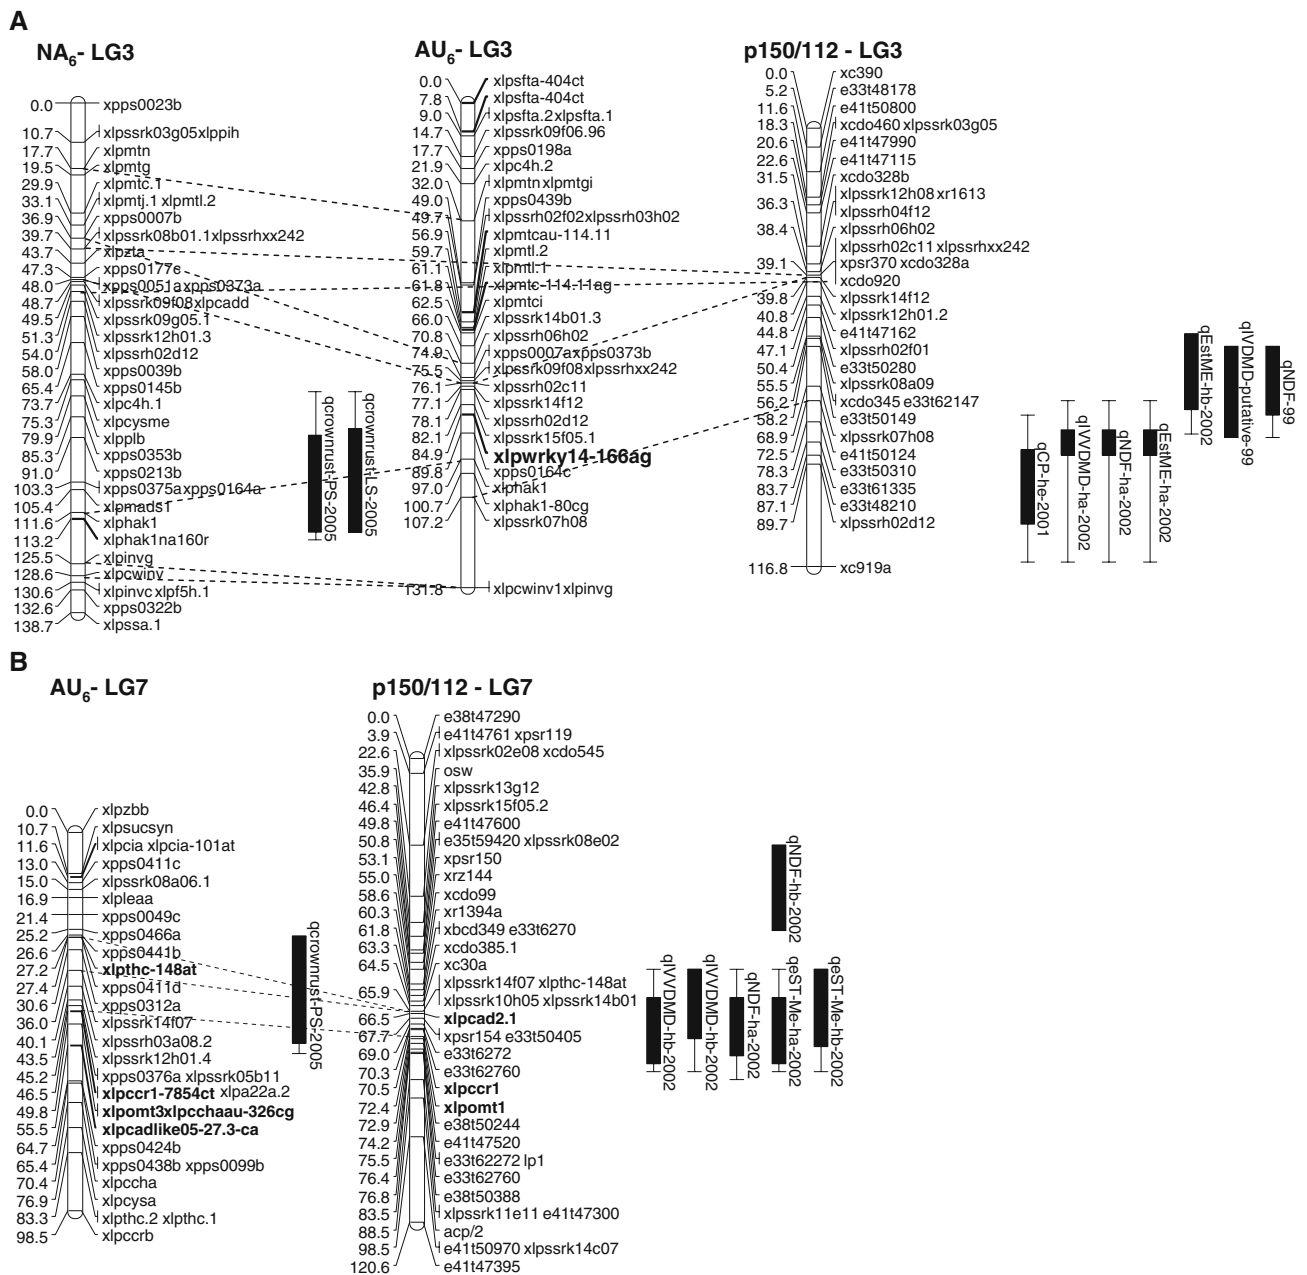 A
NA6- LG3
0.0 xpps0023b
10.7 xlpssrk03g05xlppih
17.7 xlpmtn
19.5 xlpmtg
29.9 xlpmtc.1
33.1 xlpmtj.1 xlpmtl.2
36.9 xpps0007b
39.7 xlpssrk08b01.1xlpssrhxx242
43.7 xlpzta
47.3 xpps0177c
48.0 xpps0051axpps0373a
48.7 xlpssrk09f08xlpcadd
49.5 xlpssrk09g05.1
51.3 xlpssrk12h01.3
54.0 xlpssrh02d12
58.0 xpps0039b
65.4 xpps0145b
73.7 xlpc4h.1
75.3 xlpcysme
79.9 xlpplb
85.3 xpps0353b
91.0 xpps0213b
103.3 xpps0375axpps0164a
105.4 xlpmads1
111.6 xlphak1
113.2 xlphak1na160r
125.5 xlpinvg
128.6 xlpcwinv
130.6 xlpinvc xlpf5h.1
132.6 xpps0322b
138.7 xlpssa.1
qcrownrust-PS-2005
qcrownrust-LS-2005
AU6- LG3
0.0 xlpsfta-404ct
7.8 xlpsfta-404ct
9.0 xlpsfta.2xlpsfta.1
14.7 xlpssrk09f06.96
17.7 xpps0198a
21.9 xlpc4h.2
32.0 xlpmtn xlpmtgi
49.0 xpps0439b
49.7 xlpssrh02f02xlpssrh03h02
56.9 xlpmtcau-114.11
59.7 xlpmtl.2
61.1 xlpmtl.1
61.8 xlpmtc-114.11ag
62.5 xlpmtci
66.0 xlpssrk14b01.3
70.8 xlpssrh06h02
74.9 xpps0007axpps0373b
75.5 xlpssrk09f08xlpssrhxx242
76.1 xlpssrh02c11
77.1 xlpssrk14f12
78.1 xlpssrh02d12
82.1 xlpssrk15f05.1
84.9 xlpwrky14-166ag
89.8 xpps0164c
97.0 xlphak1
100.7 xlphak1-80cg
107.2 xlpssrk07h08
131.8 xlpcwinv1xlpinvg
p150/112 - LG3
0.0 xc390
5.2 e33t48178
11.6 e41t50800
18.3 xcdo460 xlpssrk03g05
20.6 e41t47990
22.6 e41t47115
31.5 xcdo328b
xlpssrk12h08 xr1613
36.3 xlpssrh04f12
38.4 xlpssrh06h02
xlpssrh02c11 xlpssrhxx242
39.1 xpsr370 xcdo328a
xcdo920
39.8 xlpssrk14f12
40.8 xlpssrk12h01.2
44.8 e41t47162
47.1 xlpssrh02f01
50.4 e33t50280
55.5 xlpssrk08a09
56.2 xcdo345 e33t62147
58.2 e33t50149
68.9 xlpssrk07h08
72.5 e41t50124
78.3 e33t50310
83.7 e33t61335
87.1 e33t48210
89.7 xlpssrh02d12
116.8 xc919a
qCP-he-2001
qIVVDMD-ha-2002
qNDF-ha-2002
qEstME-ha-2002
qEstME-hb-2002
qIVDMD-putative-99
qNDF-99
B
AU6- LG7
0.0 xlpzbb
10.7 xlpsucsyn
11.6 xlpcia xlpcia-101at
13.0 xpps0411c
15.0 xlpssrk08a06.1
16.9 xlpleaa
21.4 xpps0049c
25.2 xpps0466a
26.6 xpps0441b
27.2 xlpthc-148at
27.4 xpps0411d
30.6 xpps0312a
36.0 xlpssrk14f07
40.1 xlpssrh03a08.2
43.5 xlpssrk12h01.4
45.2 xpps0376a xlpssrk05b11
46.5 xlpccr1-7854ct xlpa22a.2
49.8 xlpomt3xlpcchaau-326cg
55.5 xlpcadlike05-27.3-ca
64.7 xpps0424b
65.4 xpps0438b xpps0099b
70.4 xlpccha
76.9 xlpcysa
83.3 xlpthc.2 xlpthc.1
98.5 xlpccrb
qcrownrust-PS-2005
p150/112 - LG7
0.0 e38t47290
3.9 e41t4761 xpsr119
22.6 xlpssrk02e08 xcdo545
35.9 osw
42.8 xlpssrk13g12
46.4 xlpssrk15f05.2
49.8 e41t47600
50.8 e35t59420 xlpssrk08e02
53.1 xpsr150
55.0 xrz144
58.6 xcdo99
60.3 xr1394a
61.8 xbcd349 e33t6270
63.3 xcdo385.1
64.5 xc30a
xlpssrk14f07 xlpthc-148at
65.9 xlpssrk10h05 xlpssrk14b01
66.5 xlpcad2.1
67.7 xpsr154 e33t50405
69.0 e33t6272
70.3 e33t62760
70.5 xlpccr1
72.4 xlpomt1
72.9 e38t50244
74.2 e41t47520
75.5 e33t62272 lp1
76.4 e33t62760
76.8 e38t50388
83.5 xlpssrk11e11 e41t47300
88.5 acp/2
98.5 e41t50970 xlpssrk14c07
120.6 e41t47395
qIVVDMD-hb-2002
qIVVDMD-hb-2002
qNDF-ha-2002
qNDF-hb-2002
qeST-Me-ha-2002
qeST-Me-hb-2002